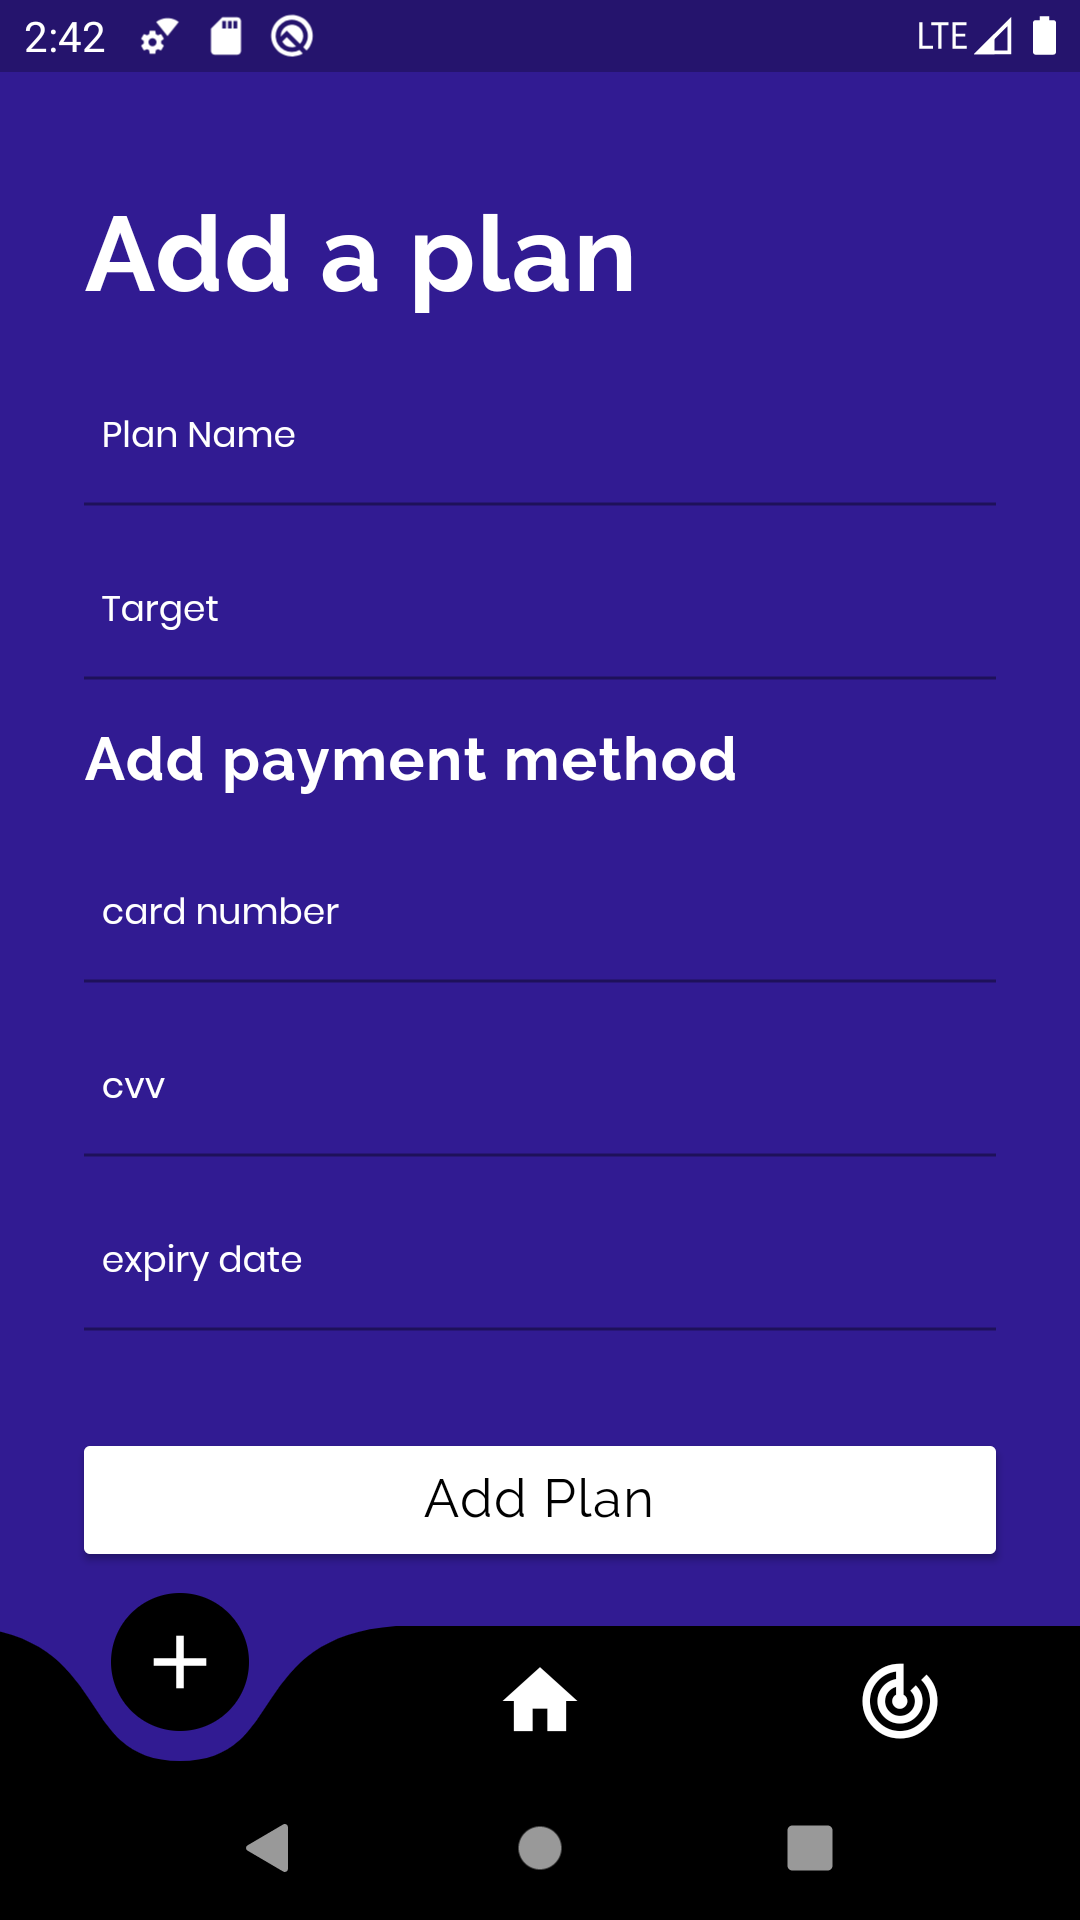 2:42 LTE
Add a plan
Plan Name
Target
Add payment method
card number
cvv
expiry date
Add Plan